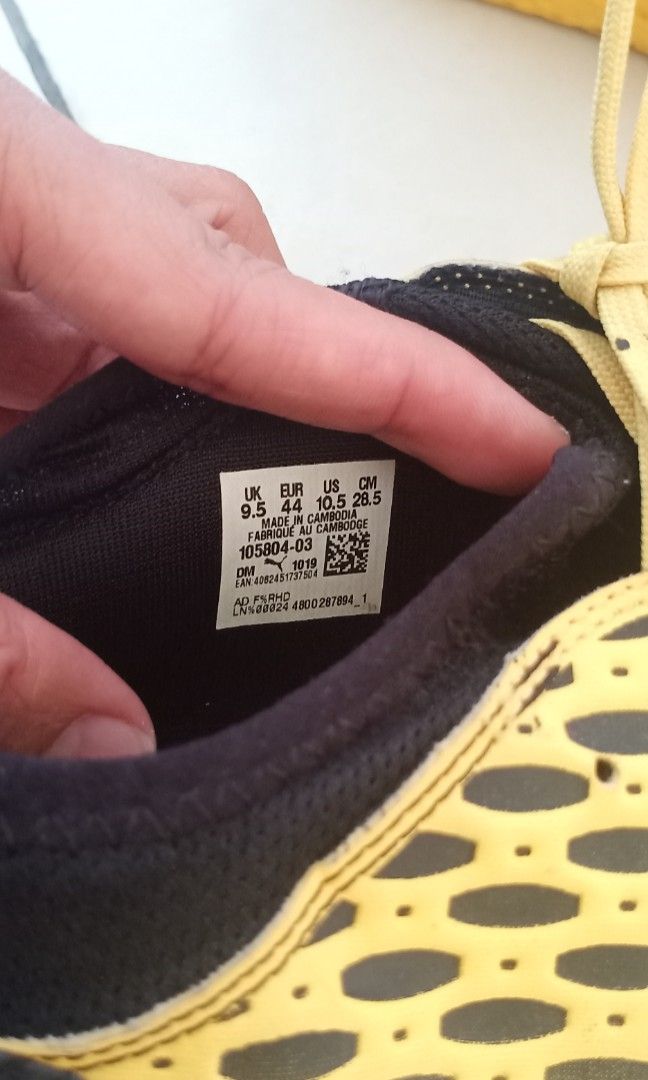 UK EUR US CM
9.5 44 10.5 28.5
MADE IN CAMBODIA
FABRIQUÉ AU CAMBODGE
105804-03
DM 1019
EAN:4062451737504
AD F%RHD
LN%00024 4800287894_1